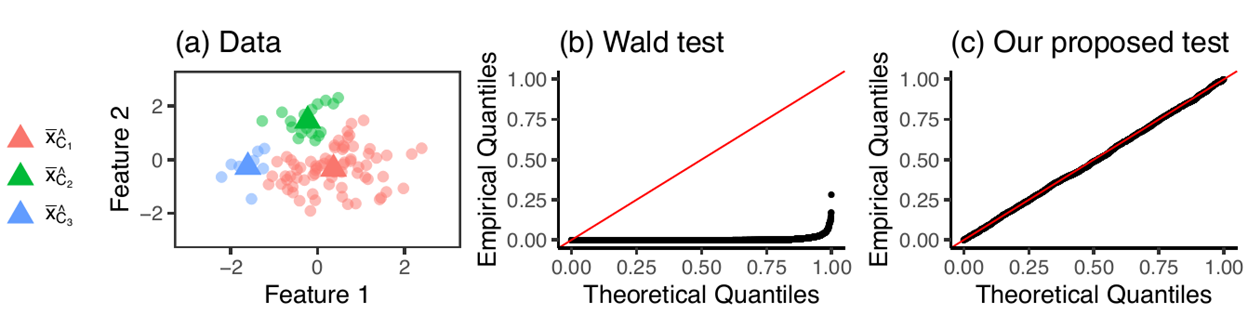 (a) Data
(b) Wald test
(c) Our proposed test
x̄^A_Ĉ1
x̄^A_Ĉ2
x̄^A_Ĉ3
Feature 2
2
0
−2
−2 0 2
Feature 1
Empirical Quantiles
1.00
0.75
0.50
0.25
0.00
0.00 0.25 0.50 0.75 1.00
Theoretical Quantiles
Empirical Quantiles
1.00
0.75
0.50
0.25
0.00
0.00 0.25 0.50 0.75 1.00
Theoretical Quantiles